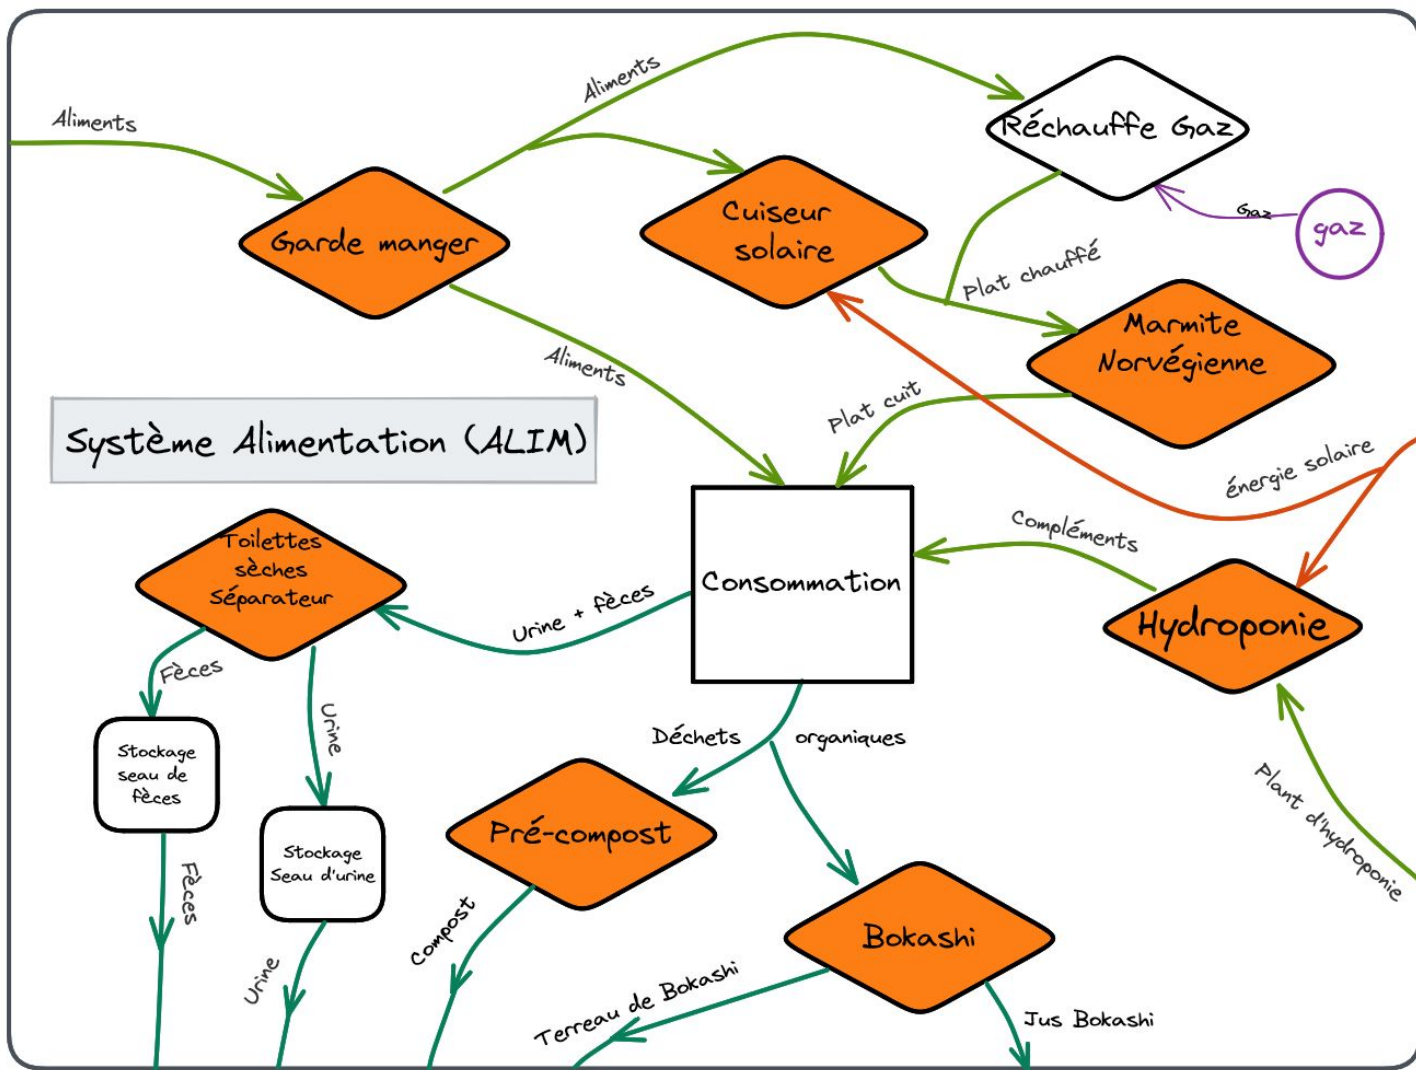 Aliments
Aliments
Réchauffe Gaz
Garde manger
Cuiseur
solaire
Gaz
gaz
Plat chauffé
Marmite
Norvégienne
Aliments
Plat cuit
Système Alimentation (ALIM)
énergie solaire
Compléments
Toilettes
sèches
Séparateur
Urine + fèces
Consommation
Hydroponie
Fèces
Urine
Stockage
seau de
fèces
Déchets organiques
Plant d'hydroponie
Pré-compost
Stockage
Seau d'urine
Fèces
Compost
Bokashi
Urine
Terreau de Bokashi
Jus Bokashi